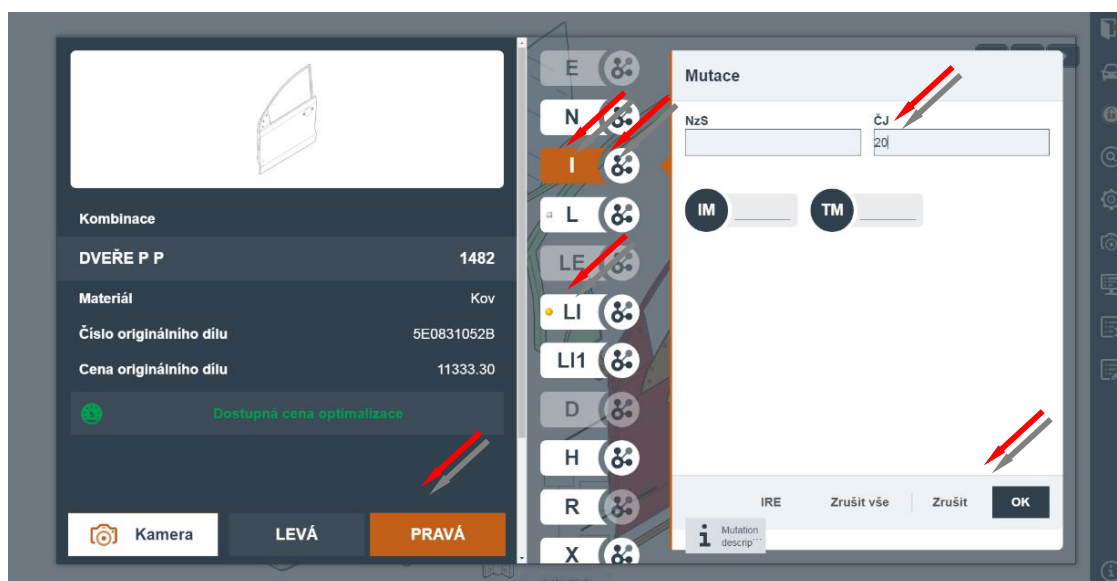 Kombinace
DVEŘE P P 1482
Materiál Kov
Číslo originálního dílu 5E0831052B
Cena originálního dílu 11333.30
Dostupná cena optimalizace
Kamera LEVÁ PRAVÁ
E
N
I
L
LE
LI
LI1
D
H
R
X
Mutace
NzS ČJ
20
IM TM
IRE Zrušit vše Zrušit OK
Mutation
descrip...